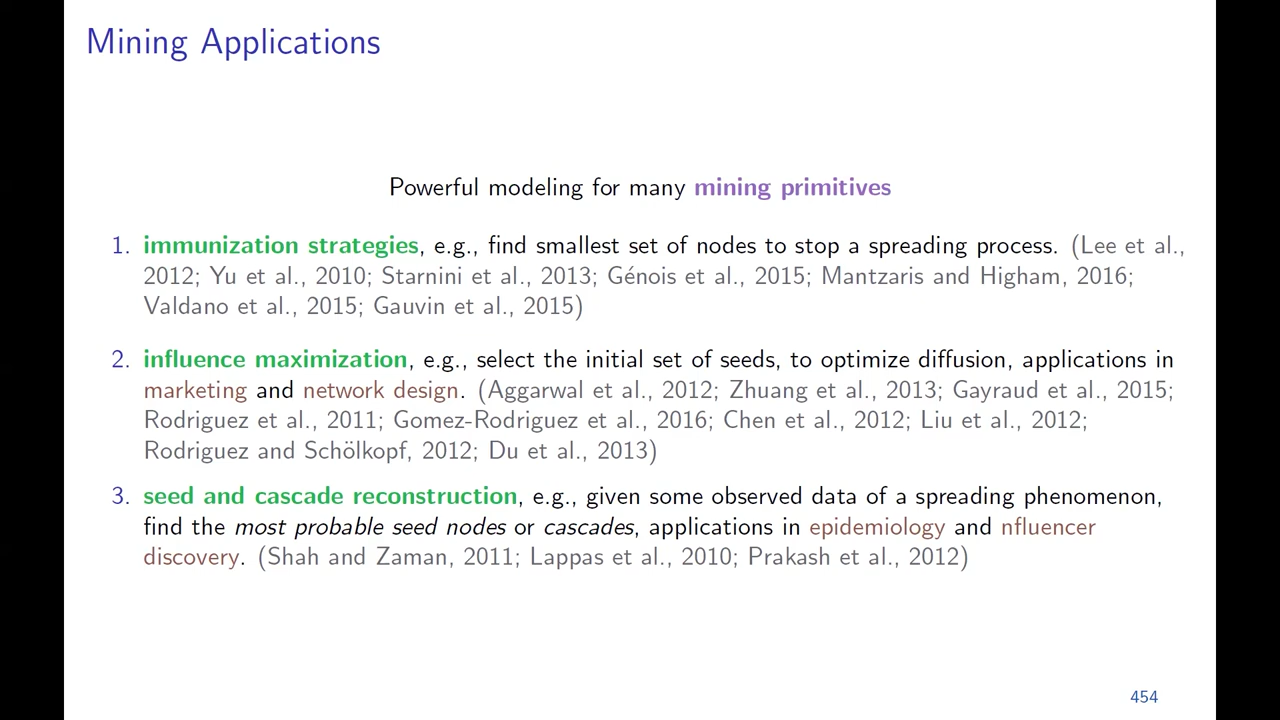 Mining Applications
Powerful modeling for many mining primitives
1. immunization strategies, e.g., find smallest set of nodes to stop a spreading process. (Lee et al.,
2012; Yu et al., 2010; Starnini et al., 2013; Génois et al., 2015; Mantzaris and Higham, 2016;
Valdano et al., 2015; Gauvin et al., 2015)
2. influence maximization, e.g., select the initial set of seeds, to optimize diffusion, applications in
marketing and network design. (Aggarwal et al., 2012; Zhuang et al., 2013; Gayraud et al., 2015;
Rodriguez et al., 2011; Gomez-Rodriguez et al., 2016; Chen et al., 2012; Liu et al., 2012;
Rodriguez and Schölkopf, 2012; Du et al., 2013)
3. seed and cascade reconstruction, e.g., given some observed data of a spreading phenomenon,
find the most probable seed nodes or cascades, applications in epidemiology and nfluencer
discovery. (Shah and Zaman, 2011; Lappas et al., 2010; Prakash et al., 2012)
454